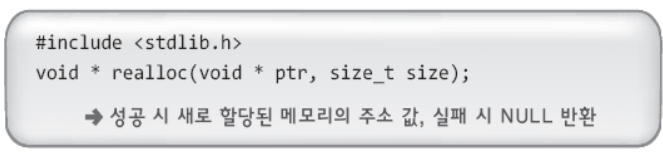 #include <stdlib.h>
void * realloc(void * ptr, size_t size);
➔ 성공 시 새로 할당된 메모리의 주소 값, 실패 시 NULL 반환